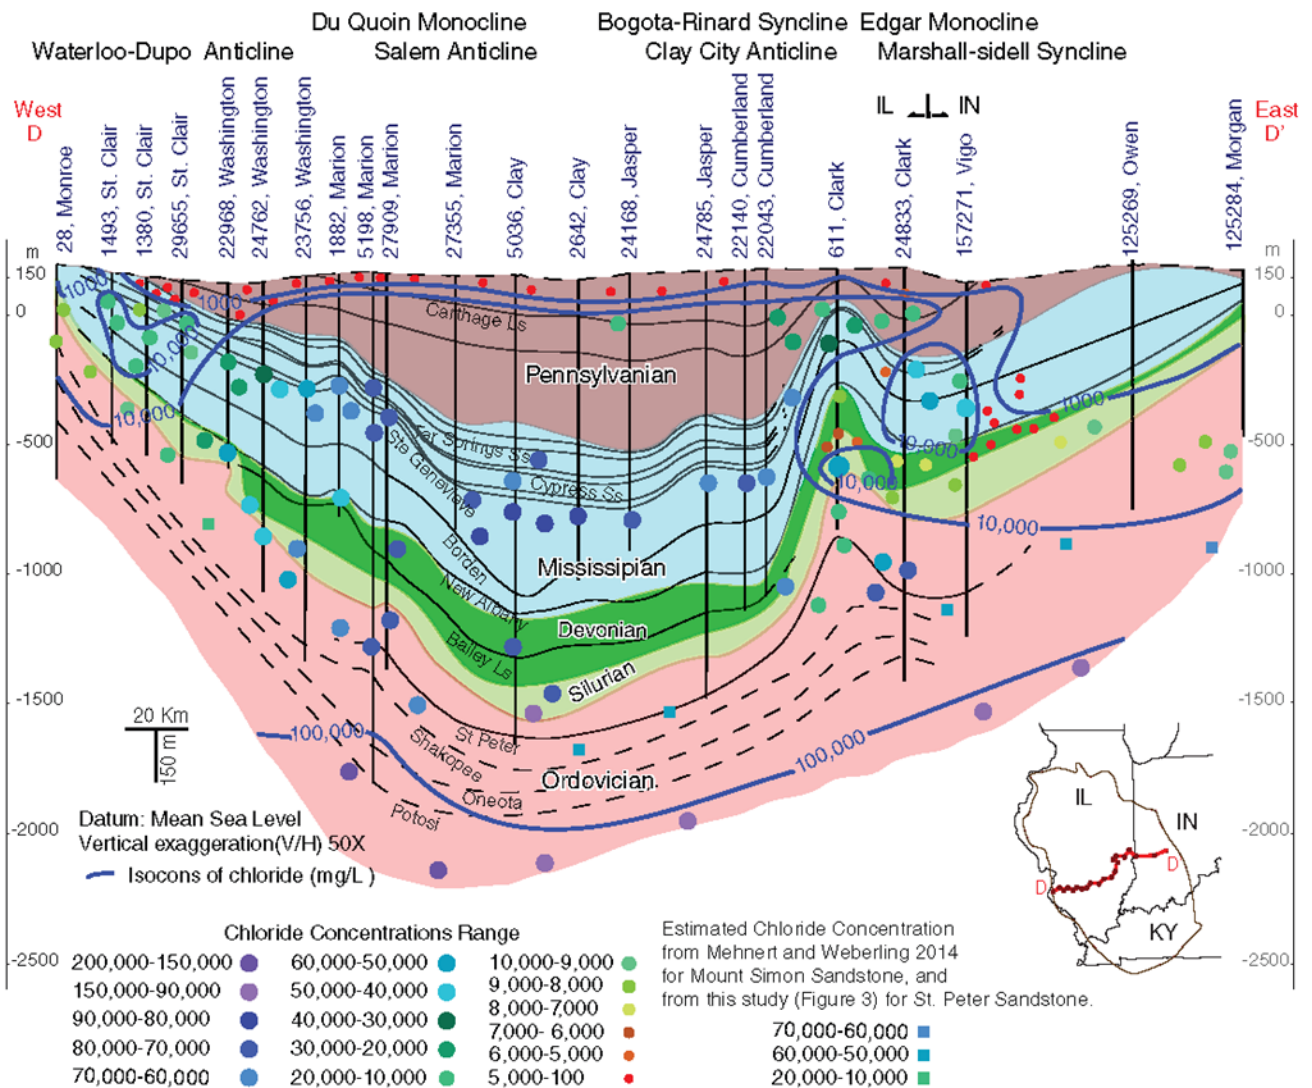 Du Quoin Monocline
Bogota-Rinard Syncline
Edgar Monocline
Waterloo-Dupo Anticline
Salem Anticline
Clay City Anticline
Marshall-sidell Syncline
West
D
IL
IN
East
D'
28, Monroe
1493, St. Clair
1380, St. Clair
29655, St. Clair
22968, Washington
24762, Washington
23756, Washington
1882, Marion
5198, Marion
27909, Marion
27355, Marion
5036, Clay
2642, Clay
24168, Jasper
24785, Jasper
22140, Cumberland
22043, Cumberland
611, Clark
24833, Clark
157271, Vigo
125269, Owen
125284, Morgan
m
150
0
-500
-1000
-1500
-2000
-2500
m
150
0
-500
-1000
-1500
-2000
-2500
1000
1000
10,000
10,000
Carthage Ls
Pennsylvanian
Tar Springs Ss
Cypress Ss
Ste Genevieve
Borden
Mississipian
New Albany
Devonian
Bailey Ls
Silurian
St Peter
Shakopee
Oneota
Potosi
Ordovician
10,000
10,000
1000
10,000
100,000
100,000
20 Km
150 m
Datum: Mean Sea Level
Vertical exaggeration(V/H) 50X
Isocons of chloride (mg/L )
IL
IN
KY
D
D'
Chloride Concentrations Range
200,000-150,000
150,000-90,000
90,000-80,000
80,000-70,000
70,000-60,000
60,000-50,000
50,000-40,000
40,000-30,000
30,000-20,000
20,000-10,000
10,000-9,000
9,000-8,000
8,000-7,000
7,000- 6,000
6,000-5,000
5,000-100
Estimated Chloride Concentration
from Mehnert and Weberling 2014
for Mount Simon Sandstone, and
from this study (Figure 3) for St. Peter Sandstone.
70,000-60,000
60,000-50,000
20,000-10,000